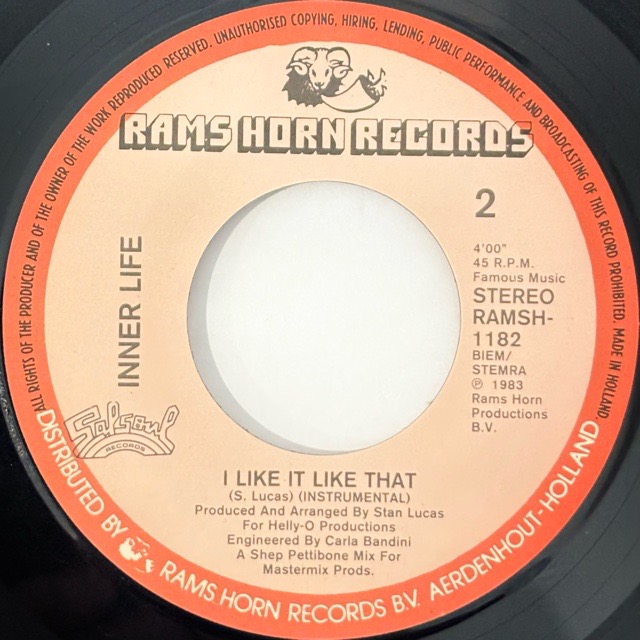 ALL RIGHTS OF THE PRODUCER AND OF THE OWNER OF THE WORK REPRODUCED RESERVED. UNAUTHORISED COPYING, HIRING, LENDING, PUBLIC PERFORMANCE AND BROADCASTING OF THIS RECORD PROHIBITED. MADE IN HOLLAND.
RAMS HORN RECORDS
2
4'00"
45 R.P.M.
Famous Music
STEREO
RAMSH-
1182
BIEM/
STEMRA
℗ 1983
Rams Horn
Productions
B.V.
INNER LIFE
Salsoul
RECORDS
I LIKE IT LIKE THAT
(S. Lucas) (INSTRUMENTAL)
Produced and Arranged By Stan Lucas
For Helly-O Productions
Engineered By Carla Bandini
A Shep Pettibone Mix For
Mastermix Prods.
DISTRIBUTED BY RAMS HORN RECORDS B.V. AERDENHOUT-HOLLAND